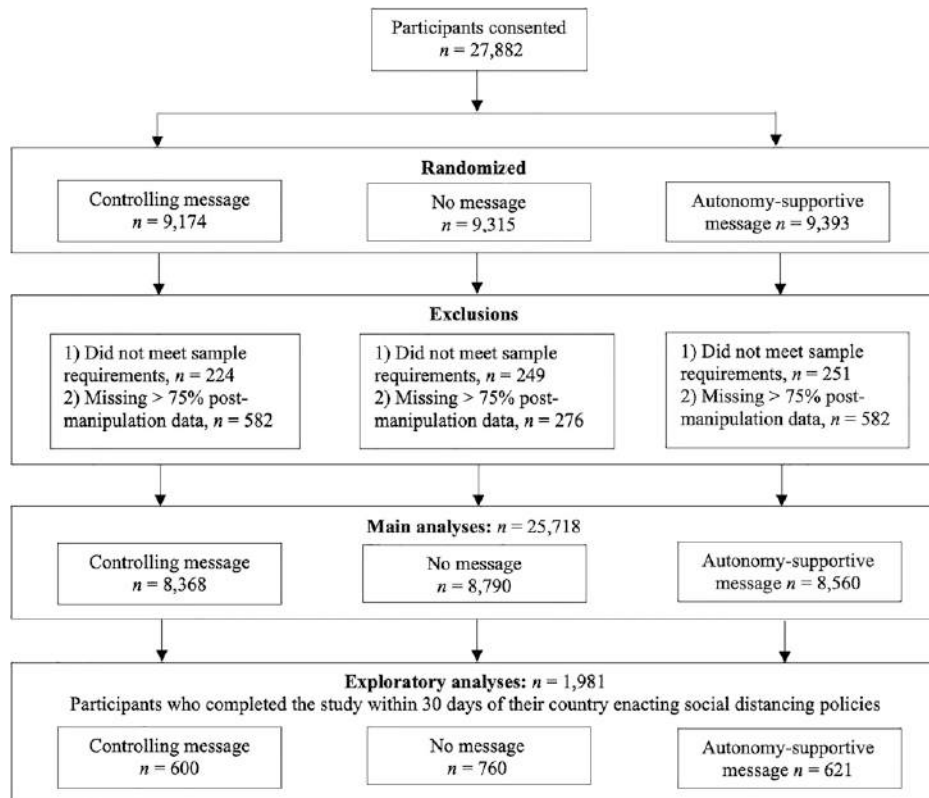 Participants consented
n = 27,882
Randomized
Controlling message
n = 9,174
No message
n = 9,315
Autonomy-supportive
message n = 9,393
Exclusions
1) Did not meet sample
requirements, n = 224
2) Missing > 75% post-
manipulation data, n = 582
1) Did not meet sample
requirements, n = 249
2) Missing > 75% post-
manipulation data, n = 276
1) Did not meet sample
requirements, n = 251
2) Missing > 75% post-
manipulation data, n = 582
Main analyses: n = 25,718
Controlling message
n = 8,368
No message
n = 8,790
Autonomy-supportive
message n = 8,560
Exploratory analyses: n = 1,981
Participants who completed the study within 30 days of their country enacting social distancing policies
Controlling message
n = 600
No message
n = 760
Autonomy-supportive
message n = 621